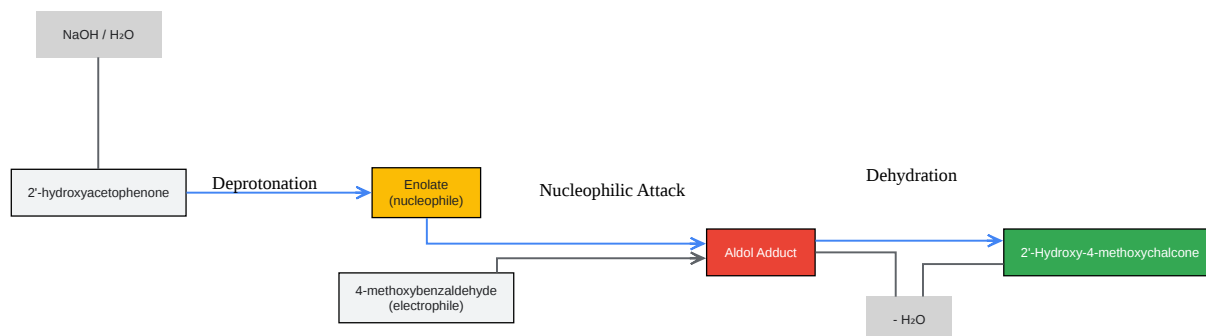 NaOH / H₂O
2'-hydroxyacetophenone
Deprotonation
Enolate
(nucleophile)
Nucleophilic Attack
4-methoxybenzaldehyde
(electrophile)
Aldol Adduct
Dehydration
- H₂O
2'-Hydroxy-4-methoxychalcone